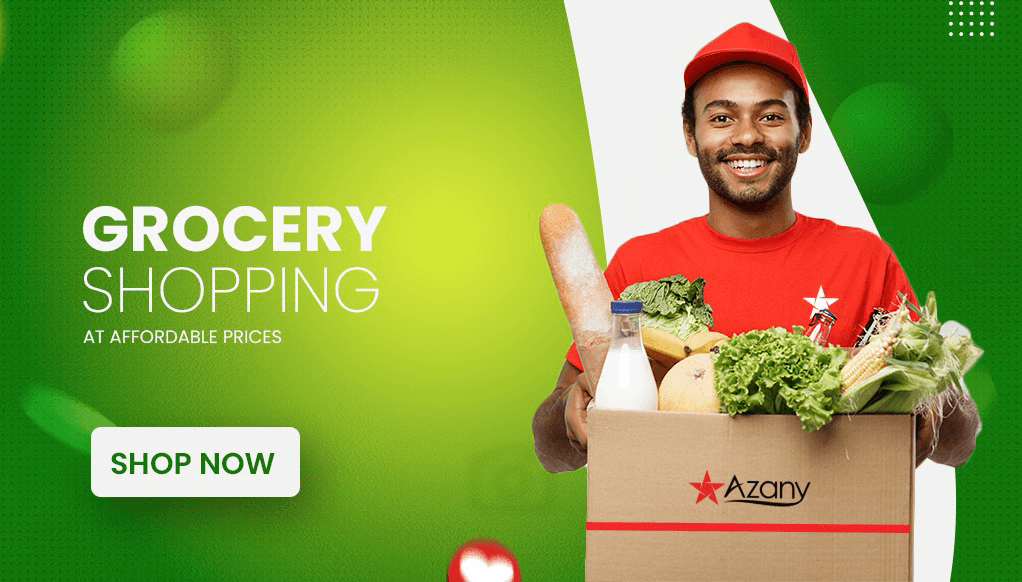 GROCERY
SHOPPING
AT AFFORDABLE PRICES
SHOP NOW
Azany